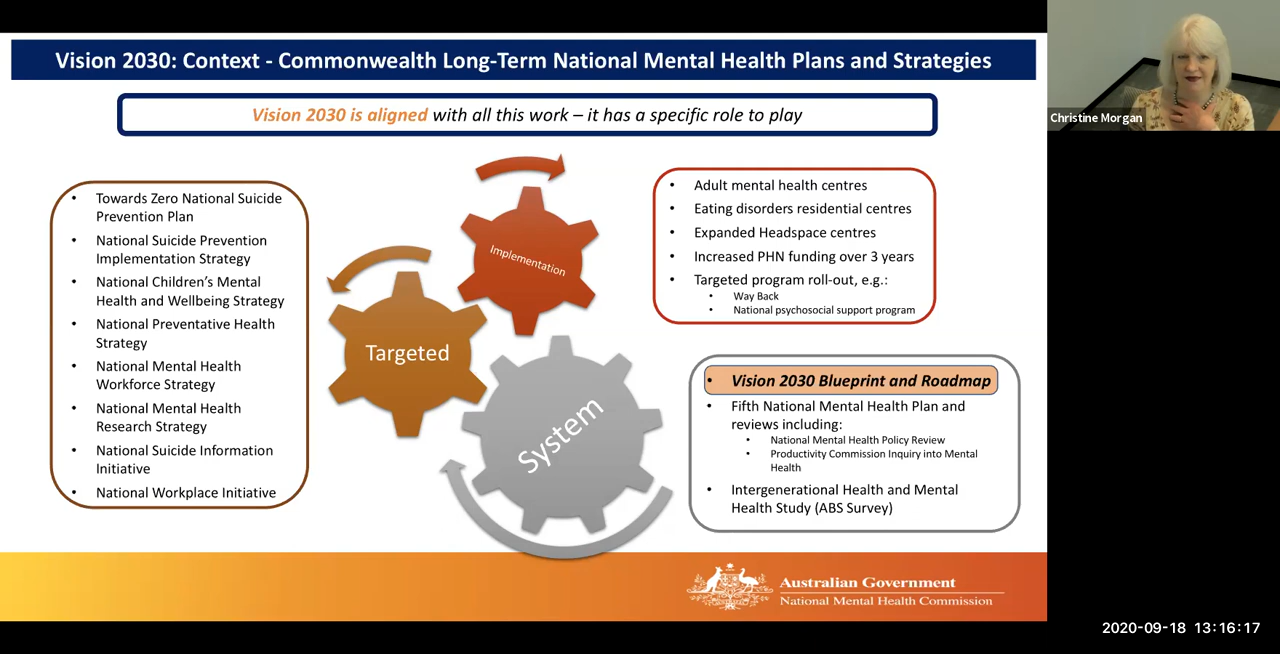 Vision 2030: Context - Commonwealth Long-Term National Mental Health Plans and Strategies
Vision 2030 is aligned with all this work – it has a specific role to play
Christine Morgan
• Towards Zero National Suicide
Prevention Plan
• National Suicide Prevention
Implementation Strategy
• National Children's Mental
Health and Wellbeing Strategy
• National Preventative Health
Strategy
• National Mental Health
Workforce Strategy
• National Mental Health
Research Strategy
• National Suicide Information
Initiative
• National Workplace Initiative
Implementation
Targeted
System
• Adult mental health centres
• Eating disorders residential centres
• Expanded Headspace centres
• Increased PHN funding over 3 years
• Targeted program roll-out, e.g.:
• Way Back
• National psychosocial support program
• Vision 2030 Blueprint and Roadmap
• Fifth National Mental Health Plan and
reviews including:
• National Mental Health Policy Review
• Productivity Commission Inquiry into Mental
Health
• Intergenerational Health and Mental
Health Study (ABS Survey)
Australian Government
National Mental Health Commission
2020-09-18 13:16:17